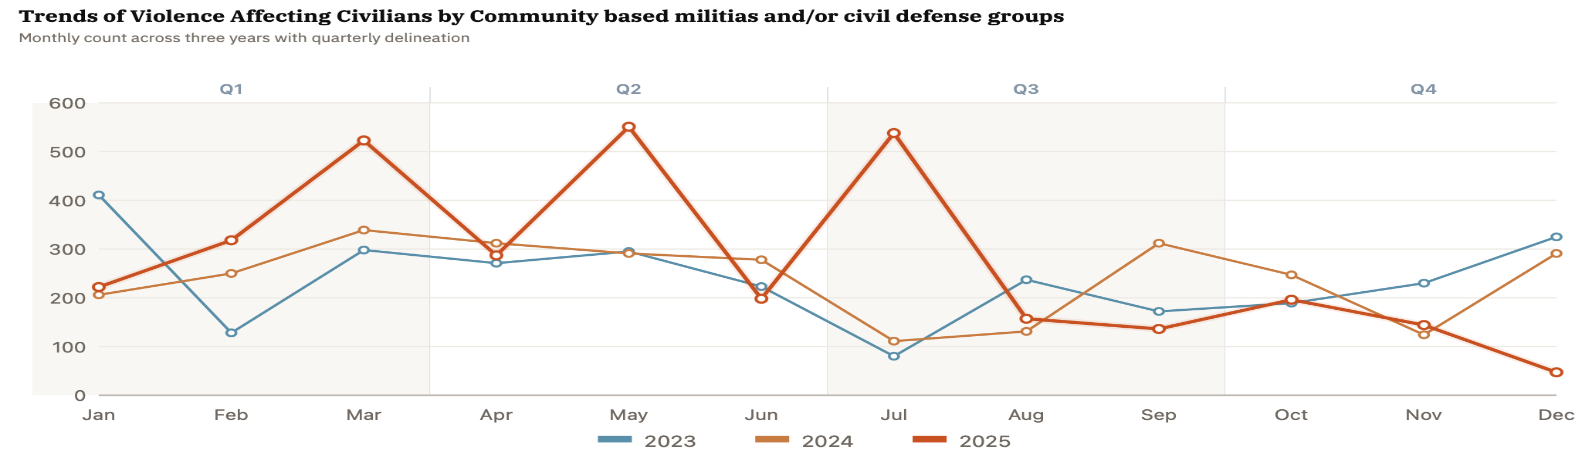 Trends of Violence Affecting Civilians by Community based militias and/or civil defense groups
Monthly count across three years with quarterly delineation
Q1 Q2 Q3 Q4
600
500
400
300
200
100
0
Jan Feb Mar Apr May Jun Jul Aug Sep Oct Nov Dec
2023 2024 2025